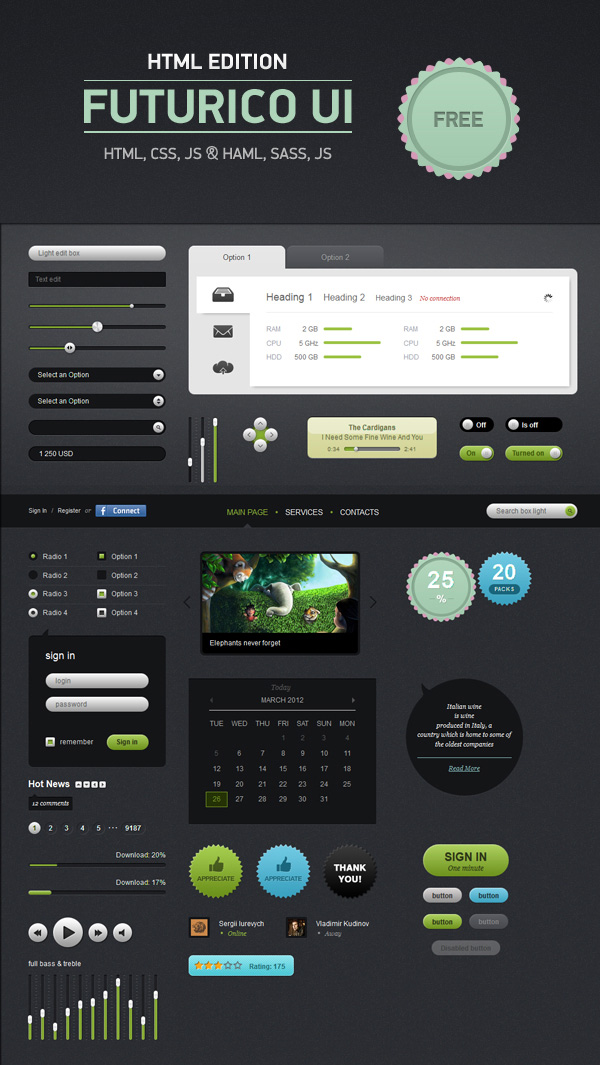 HTML EDITION
FUTURICO UI
HTML, CSS, JS & HAML, SASS, JS
FREE
Light edit box
Text edit
Select an Option
Select an Option
1 250 USD
Option 1
Option 2
Heading 1 Heading 2 Heading 3 No connection
RAM 2 GB RAM 2 GB
CPU 5 GHz CPU 5 GHz
HDD 500 GB HDD 500 GB
The Cardigans
I Need Some Fine Wine And You
0:34 2:41
Off
Is off
On
Turned on
Sign In / Register or f Connect
MAIN PAGE • SERVICES • CONTACTS
Search box light
Radio 1 Option 1
Radio 2 Option 2
Radio 3 Option 3
Radio 4 Option 4
sign in
login
password
remember
Sign in
Hot News
12 comments
1 2 3 4 5 ··· 9187
Download: 20%
Download: 17%
full bass & treble
Elephants never forget
Today
MARCH 2012
TUE WED THU FRI SAT SUN MON
1 2 3 4
5 6 7 8 9 10 11
12 13 14 15 16 17 18
19 20 21 22 23 24 25
26 27 28 29 30 31
APPRECIATE
APPRECIATE
THANK
YOU!
Sergii Iurevych
• Online
Vladimir Kudinov
• Away
Rating: 175
25
%
20
PACKS
Italian wine
is wine
produced in Italy, a
country which is home to some of
the oldest companies
Read More
SIGN IN
One minute
button
button
button
button
Disabled button